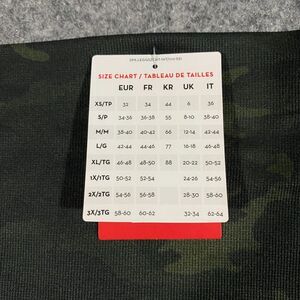 SIZE CHART / TABLEAU DE TAILLES
EUR FR KR UK IT
XS/TP 32 34 44 6 36
S/P 34-36 36-38 55 8-10 38-40
M/M 38-40 40-42 66 12-14 42-44
L/G 42-44 44-46 77 16-18 46-48
XL/TG 46-48 48-50 88 20-22 50-52
1X/1TG 50-52 52-54 24-26 54-56
2X/2TG 54-56 56-58 28-30 58-60
3X/3TG 58-60 60-62 32-34 62-64